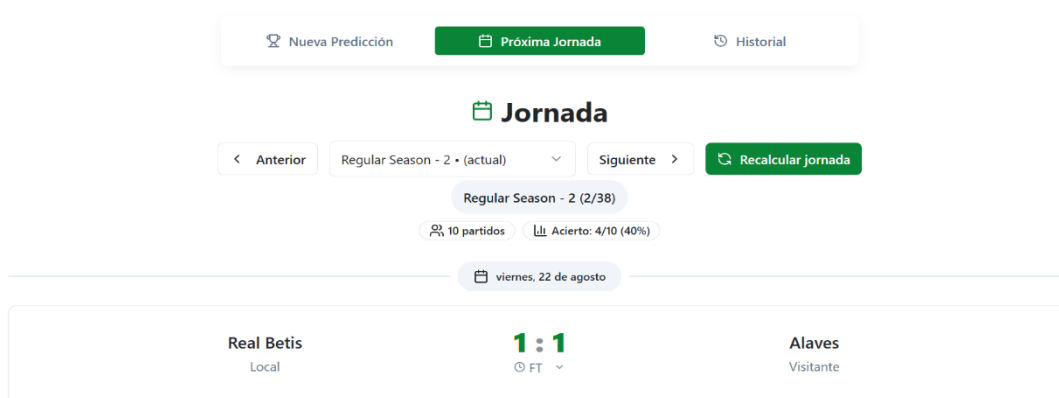 Nueva Predicción Próxima Jornada Historial
Jornada
Anterior Regular Season - 2 • (actual) Siguiente Recalcular jornada
Regular Season - 2 (2/38)
10 partidos Acierto: 4/10 (40%)
viernes, 22 de agosto
Real Betis 1 : 1 Alaves
Local FT Visitante